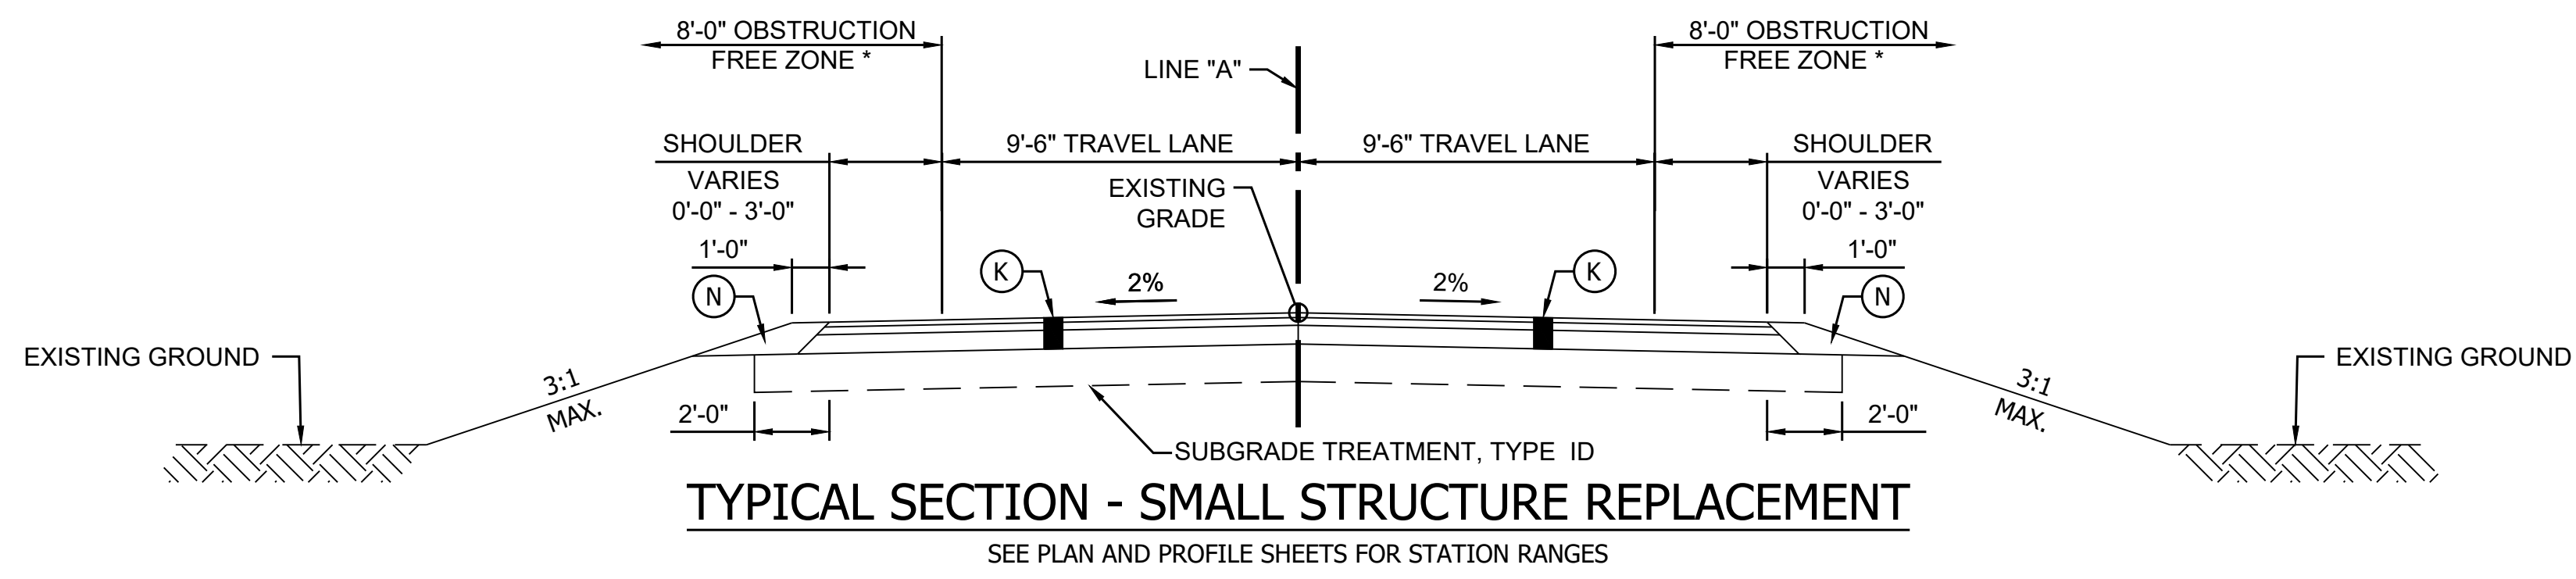 8'-0" OBSTRUCTION
FREE ZONE *
8'-0" OBSTRUCTION
FREE ZONE *
LINE "A"
SHOULDER
VARIES
0'-0" - 3'-0"
9'-6" TRAVEL LANE
9'-6" TRAVEL LANE
SHOULDER
VARIES
0'-0" - 3'-0"
EXISTING
GRADE
1'-0"
1'-0"
N
K
2%
2%
K
N
EXISTING GROUND
3:1
MAX.
3:1
MAX.
EXISTING GROUND
2'-0"
2'-0"
SUBGRADE TREATMENT, TYPE ID
TYPICAL SECTION - SMALL STRUCTURE REPLACEMENT
SEE PLAN AND PROFILE SHEETS FOR STATION RANGES